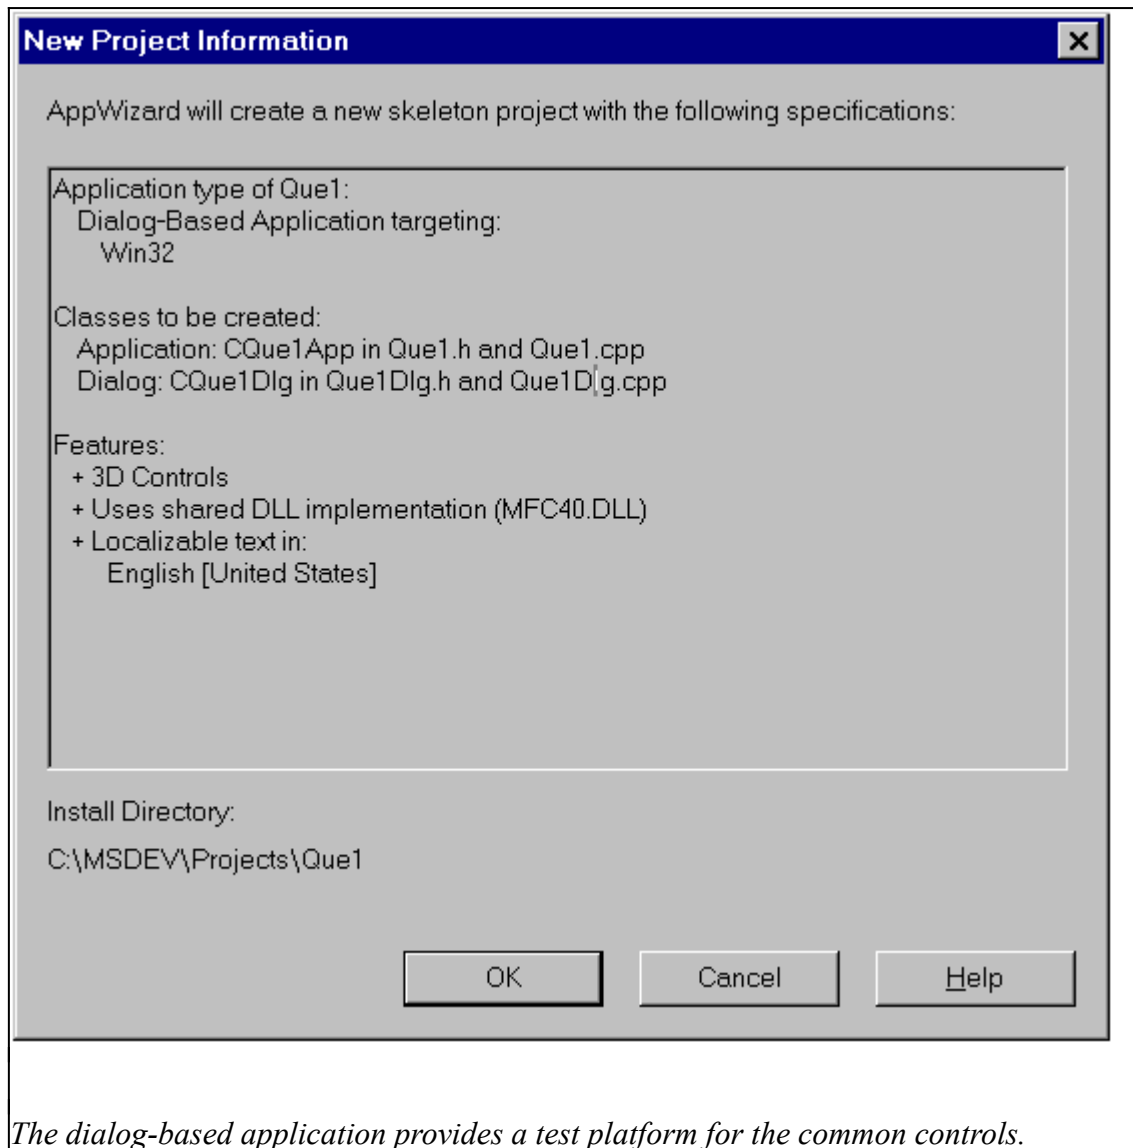 New Project Information
AppWizard will create a new skeleton project with the following specifications:
Application type of Que1:
Dialog-Based Application targeting:
Win32
Classes to be created:
Application: CQue1App in Que1.h and Que1.cpp
Dialog: CQue1Dlg in Que1Dlg.h and Que1Dlg.cpp
Features:
+ 3D Controls
+ Uses shared DLL implementation (MFC40.DLL)
+ Localizable text in:
English [United States]
Install Directory:
C:\MSDEV\Projects\Que1
OK Cancel Help
The dialog-based application provides a test platform for the common controls.